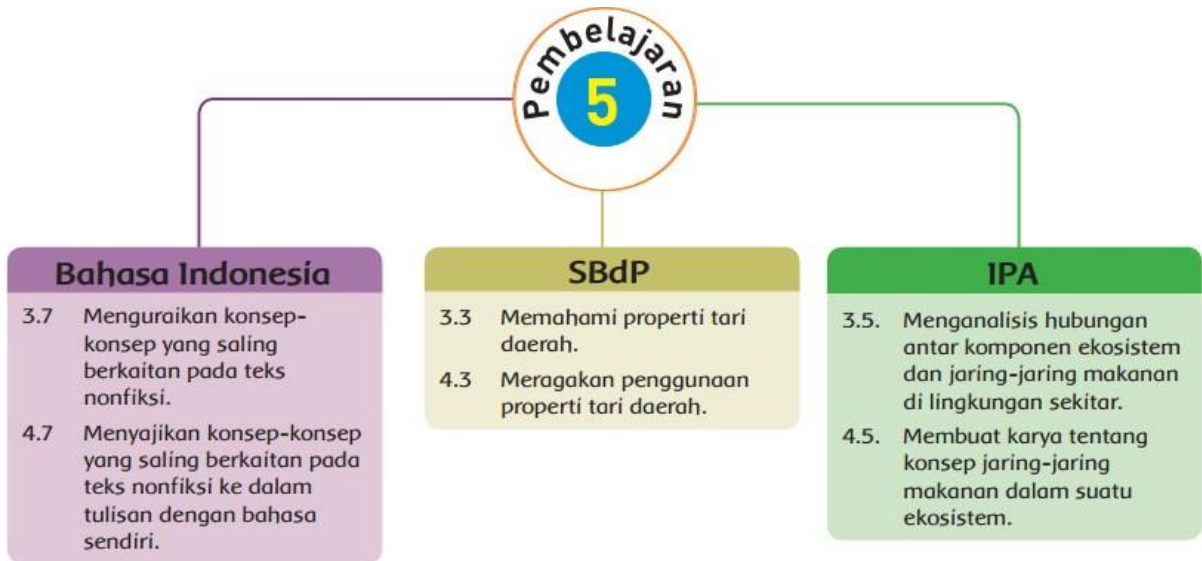 Pembelajaran
5
Bahasa Indonesia
3.7 Menguraikan konsep-
konsep yang saling
berkaitan pada teks
nonfiksi.
4.7 Menyajikan konsep-konsep
yang saling berkaitan pada
teks nonfiksi ke dalam
tulisan dengan bahasa
sendiri.
SBdP
3.3 Memahami properti tari
daerah.
4.3 Meragakan penggunaan
properti tari daerah.
IPA
3.5. Menganalisis hubungan
antar komponen ekosistem
dan jaring-jaring makanan
di lingkungan sekitar.
4.5. Membuat karya tentang
konsep jaring-jaring
makanan dalam suatu
ekosistem.